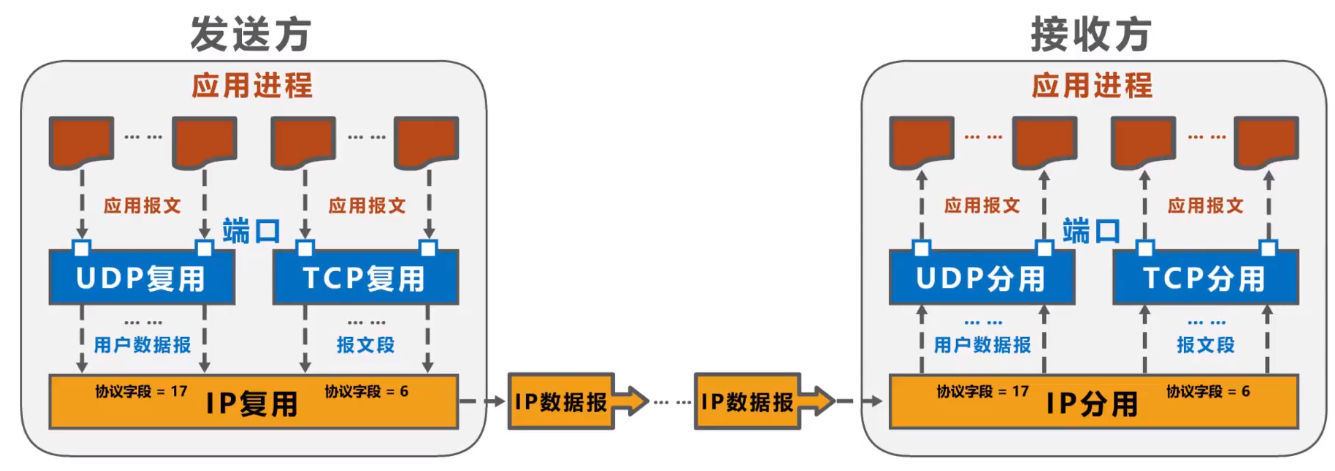 发送方
应用进程
... ...
... ...
应用报文
应用报文
端口
UDP复用
TCP复用
... ...
... ...
用户数据报
报文段
协议字段 = 17
协议字段 = 6
IP复用
IP数据报
... ...
IP数据报
接收方
应用进程
... ...
... ...
应用报文
应用报文
端口
UDP分用
TCP分用
... ...
... ...
用户数据报
报文段
协议字段 = 17
协议字段 = 6
IP分用